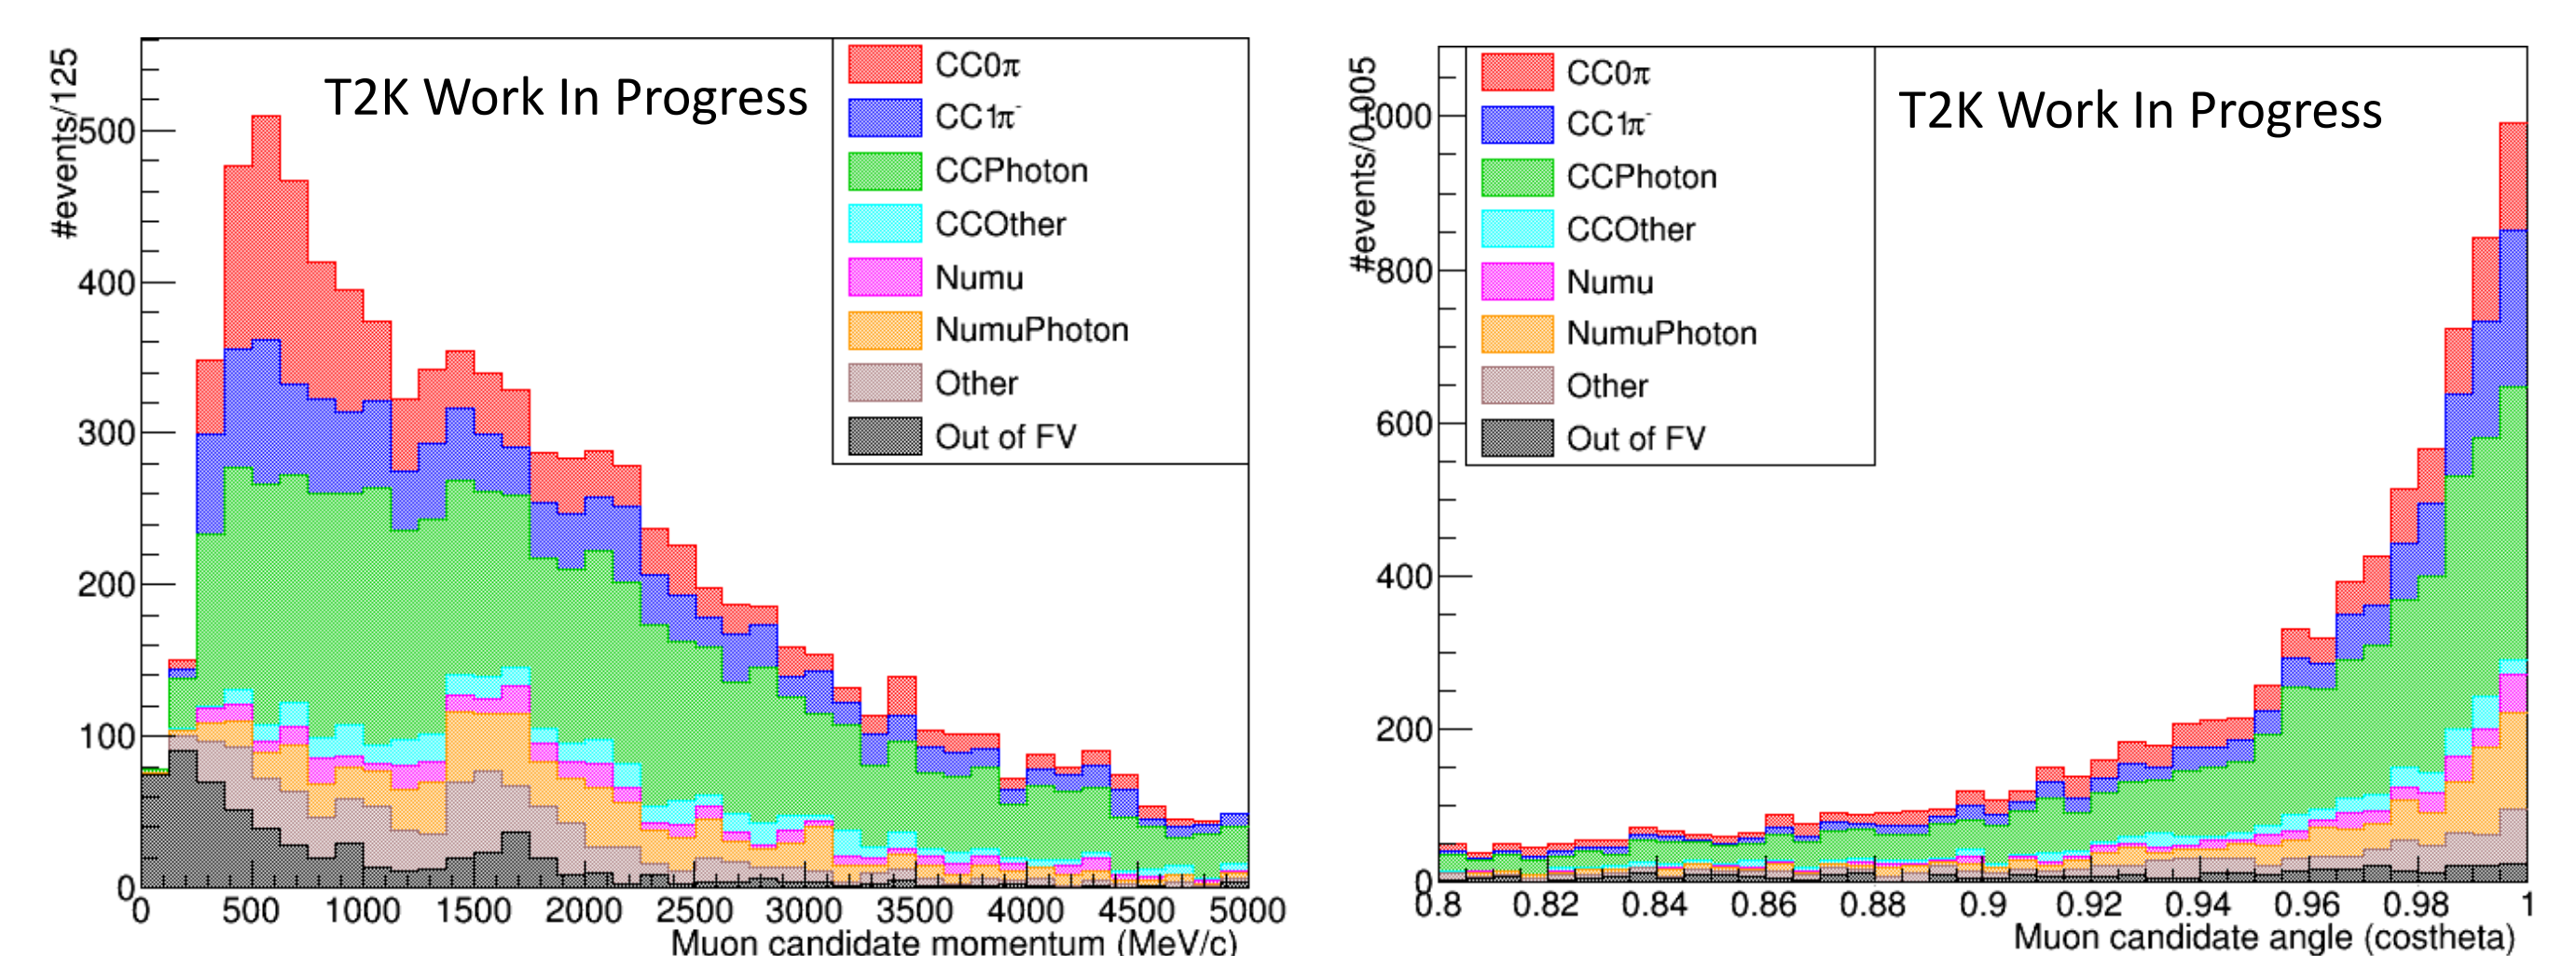 #events/125
T2K Work In Progress
CC0π
CC1π-
CCPhoton
CCOther
Numu
NumuPhoton
Other
Out of FV
500
400
300
200
100
0
0 500 1000 1500 2000 2500 3000 3500 4000 4500 5000
Muon candidate momentum (MeV/c)
#events/0.005
T2K Work In Progress
CC0π
CC1π-
CCPhoton
CCOther
Numu
NumuPhoton
Other
Out of FV
800
600
400
200
0
0.8 0.82 0.84 0.86 0.88 0.9 0.92 0.94 0.96 0.98 1
Muon candidate angle (costheta)